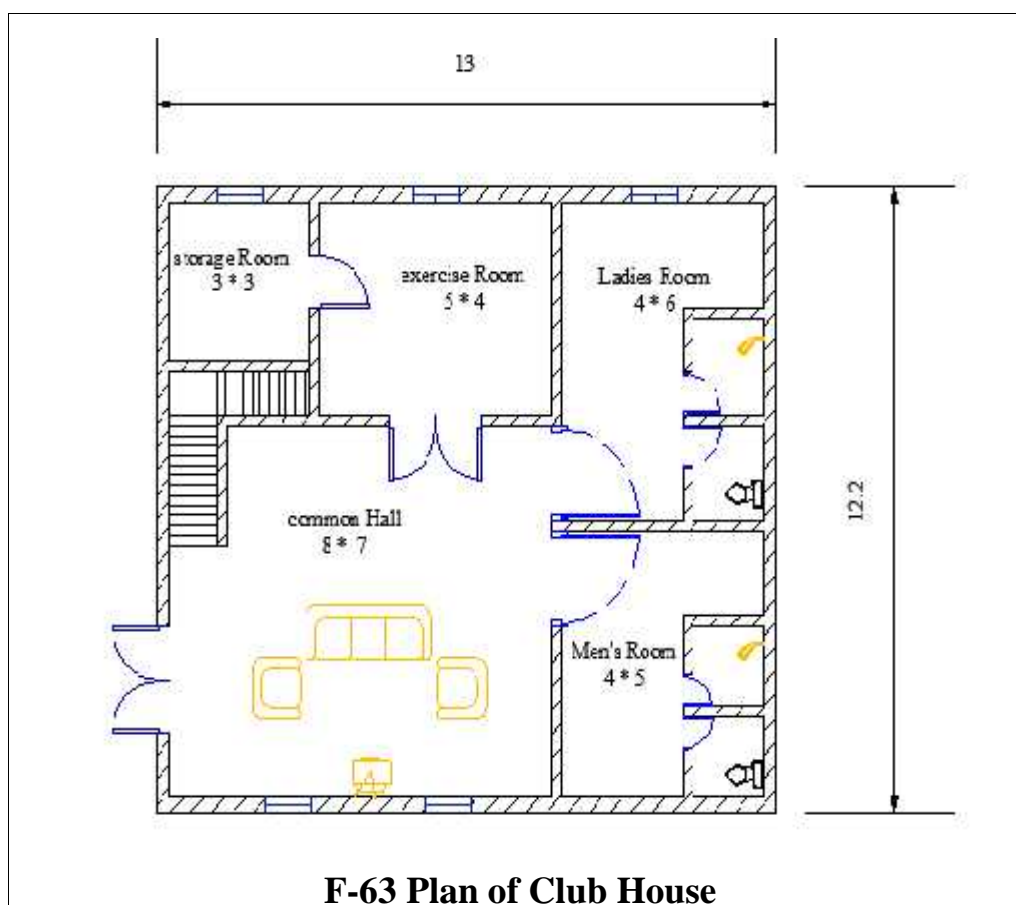 13
storage Room
3 * 3
exercise Room
5 * 4
Ladies Room
4 * 6
12.2
common Hall
8 * 7
Men's Room
4 * 5
F-63 Plan of Club House